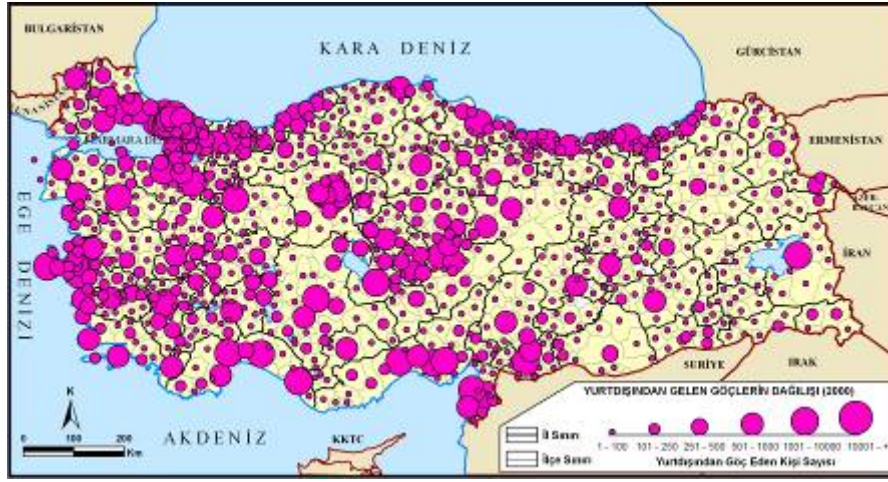 BULGARİSTAN
KARA DENİZ
GÜRCİSTAN
ERMENİSTAN
EGE DENİZİ
İRAN
SURİYE
IRAK
AKDENİZ
KKTC
K
0 100 200
Km
YURTDIŞINDAN GELEN GÖÇLERİN DAĞILIŞI (2000)
İl Sınırı
İlçe Sınırı
1 - 100 101 - 250 251 - 500 501 - 1000 1001 - 10000 10001 - +
Yurtdışından Göç Eden Kişi Sayısı